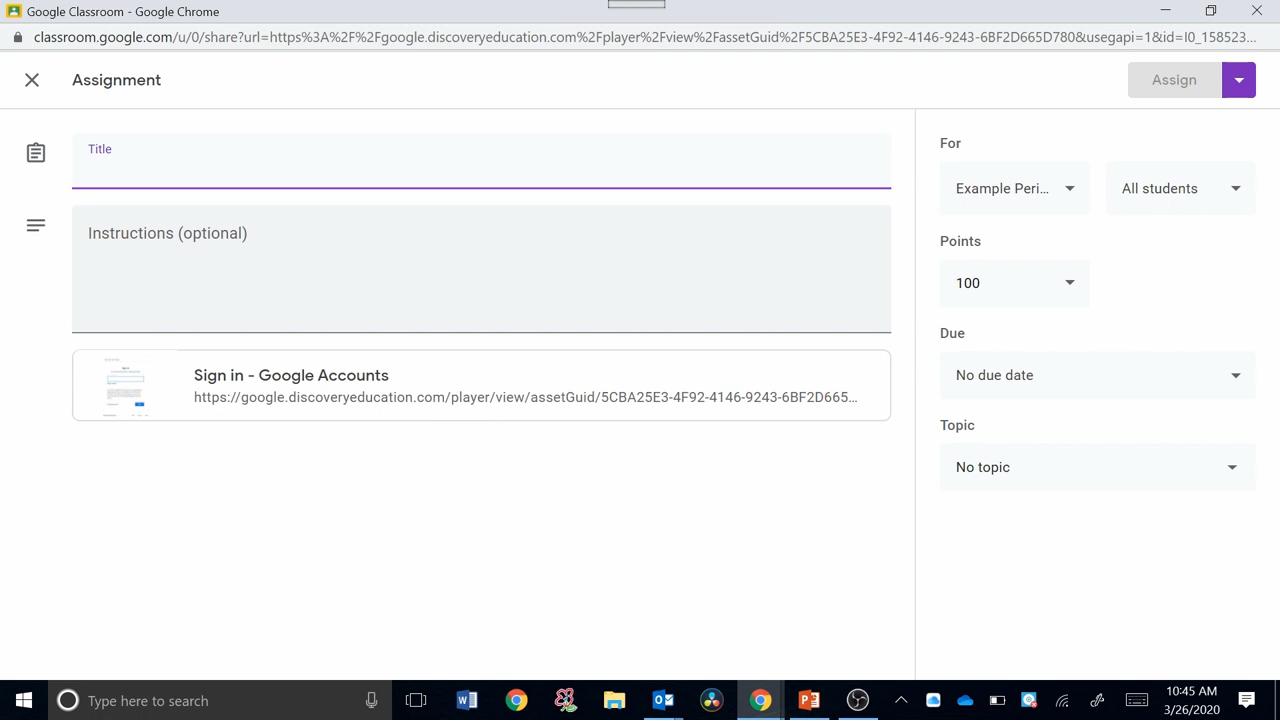 Google Classroom - Google Chrome
classroom.google.com/u/0/share?url=https%3A%2F%2Fgoogle.discoveryeducation.com%2Fplayer%2Fview%2FassetGuid%2F5CBA25E3-4F92-4146-9243-6BF2D665D780&usegapi=1&id=I0_158523...
Assignment
Assign
Title
Instructions (optional)
Sign in - Google Accounts
https://google.discoveryeducation.com/player/view/assetGuid/5CBA25E3-4F92-4146-9243-6BF2D665...
For
Example Peri...
All students
Points
100
Due
No due date
Topic
No topic
Type here to search
10:45 AM
3/26/2020